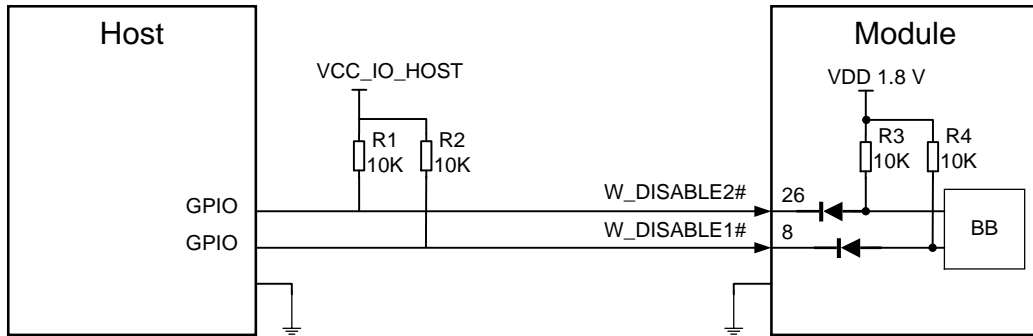 Host
Module
VCC_IO_HOST
VDD 1.8 V
R1
10K
R2
10K
R3
10K
R4
10K
GPIO
W_DISABLE2#
26
GPIO
W_DISABLE1#
8
BB